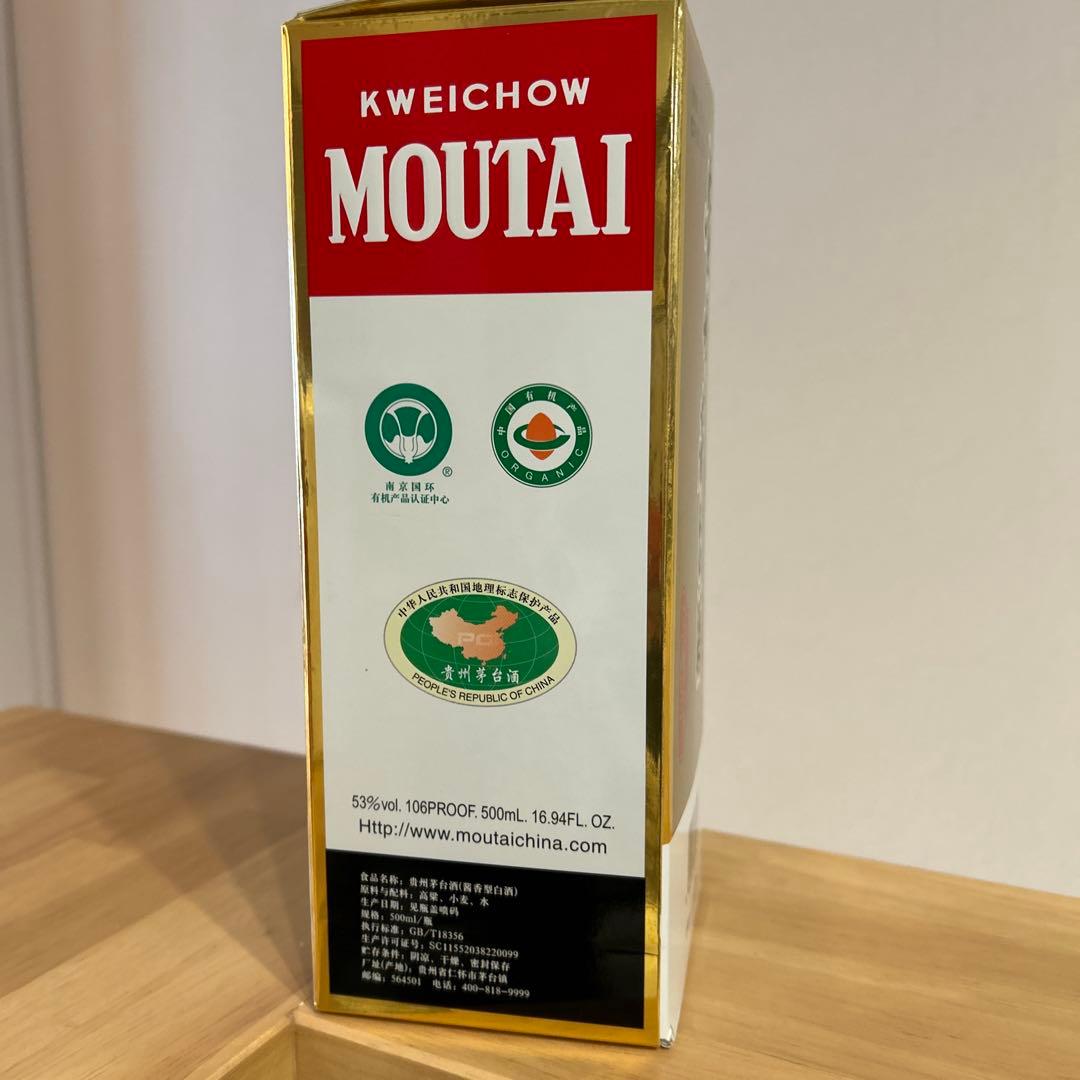 KWEICHOW
MOUTAI
南京国环
有机产品认证中心
®
中国有机产品
ORGANIC
中华人民共和国地理标志保护产品
PGI
贵州茅台酒
PEOPLE'S REPUBLIC OF CHINA
53%vol. 106PROOF. 500mL. 16.94FL. OZ.
Http://www.moutaichina.com
食品名称：贵州茅台酒(酱香型白酒)
原料与配料：高粱、小麦、水
生产日期：见瓶盖喷码
规格：500ml/瓶
执行标准：GB/T18356
生产许可证号：SC11552038220099
贮存条件：阴凉、干燥、密封保存
厂址(产地)：贵州省仁怀市茅台镇
邮编：564501 电话：400-818-9999